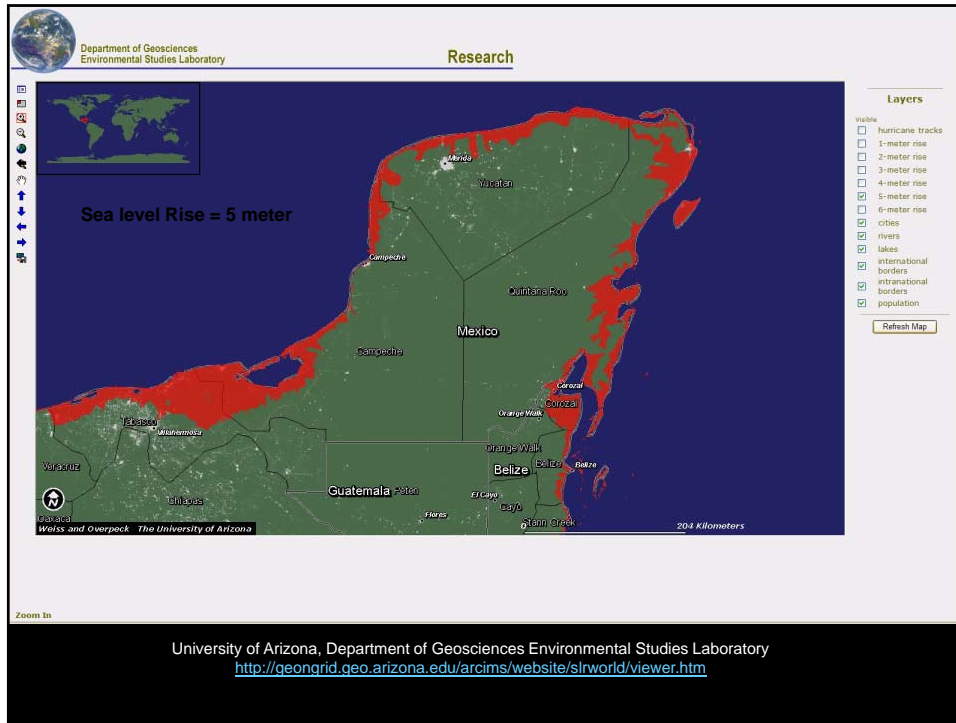 Department of Geosciences
Environmental Studies Laboratory
Research
Sea level Rise = 5 meter
Merida
Yucatan
Campeche
Quintana Roo
Mexico
Campeche
Corozal
Corozal
Orange Walk
Tabasco
Villahermosa
Orange Walk
Belize
Belize
Belize
Veracruz
Guatemala
Peten
El Cayo
Cayo
Chiapas
Flores
Oaxaca
Stann Creek
0
204 Kilometers
Weiss and Overpeck The University of Arizona
N
Layers
Visible
hurricane tracks
1-meter rise
2-meter rise
3-meter rise
4-meter rise
5-meter rise
6-meter rise
cities
rivers
lakes
international
borders
intranational
borders
population
Refresh Map
Zoom In
University of Arizona, Department of Geosciences Environmental Studies Laboratory
http://geongrid.geo.arizona.edu/arcims/website/slrworld/viewer.htm